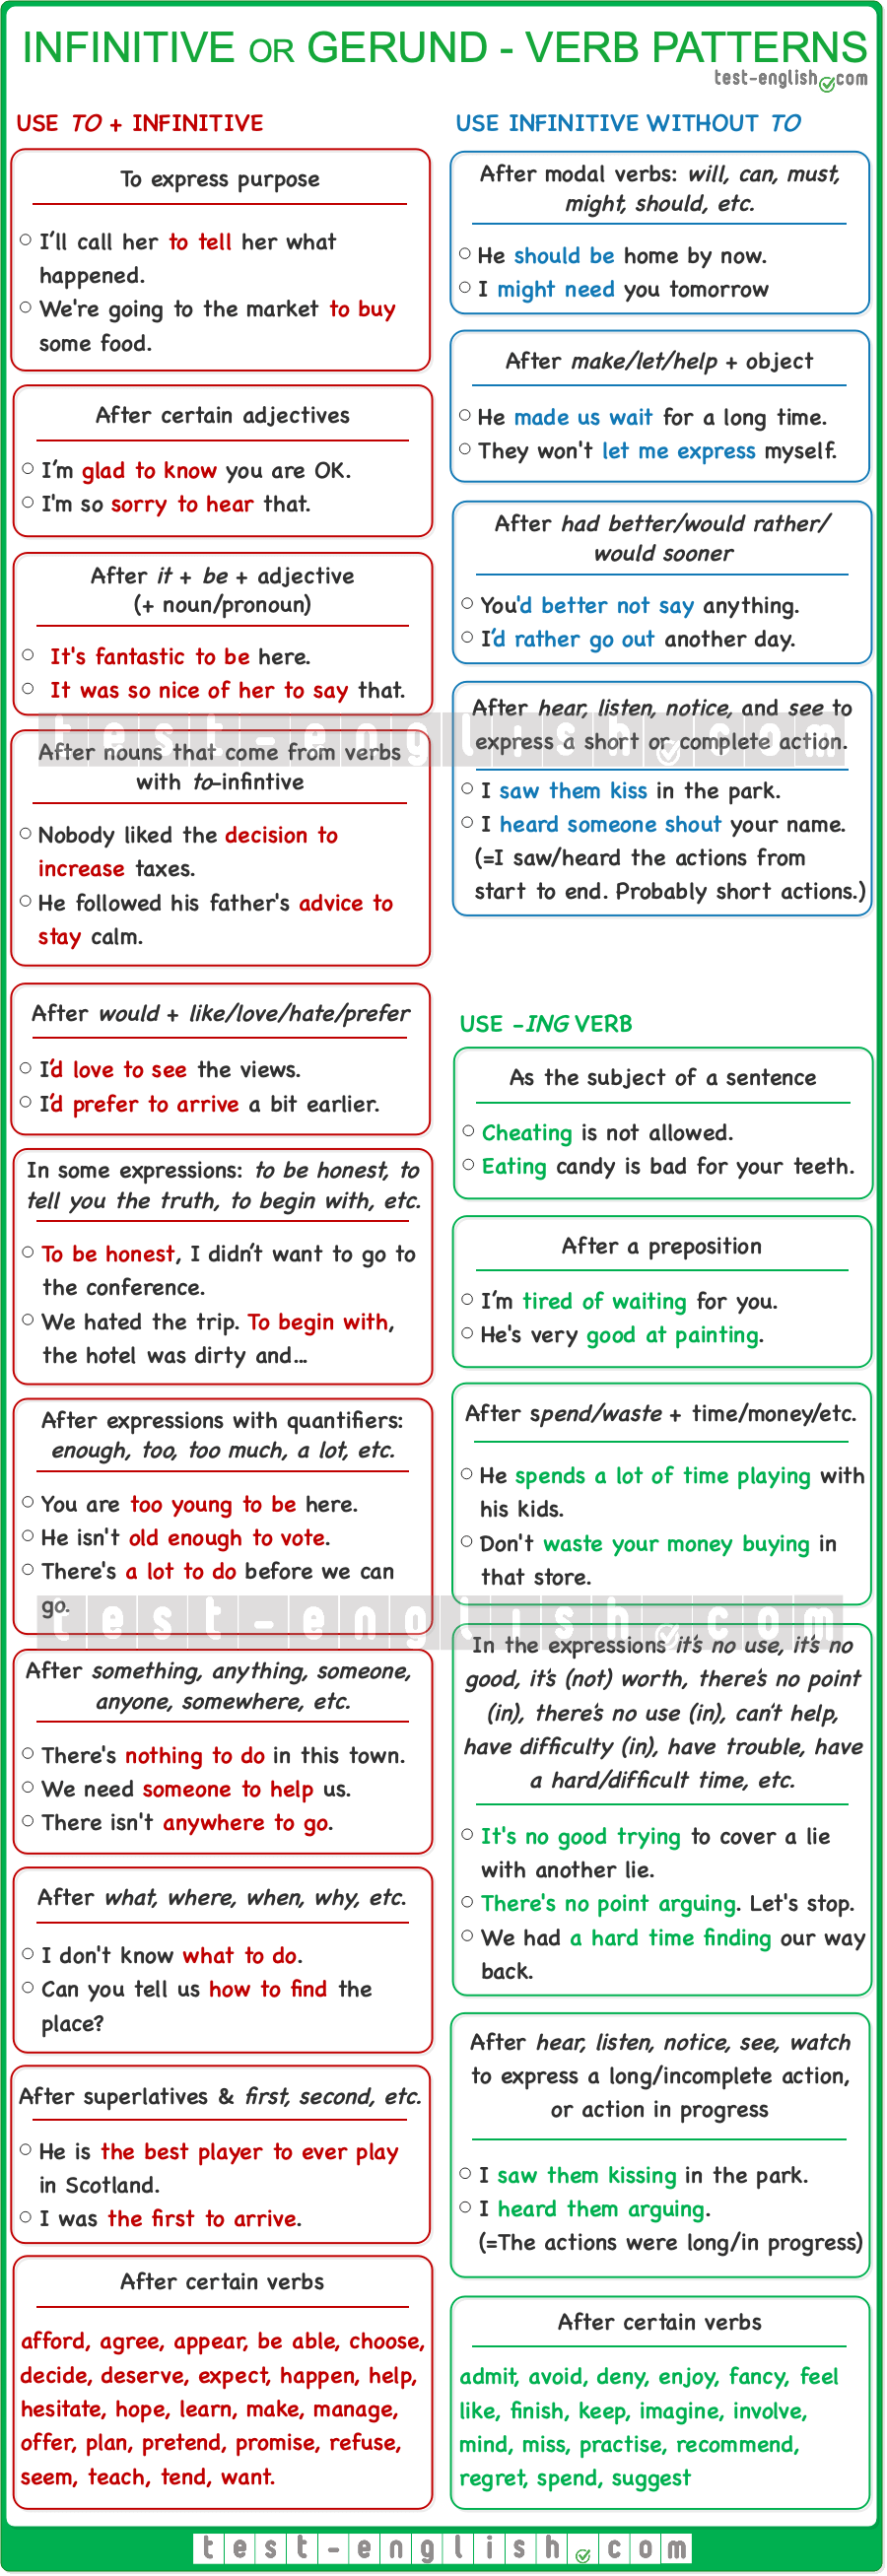 INFINITIVE OR GERUND - VERB PATTERNS
test-english.com
USE TO + INFINITIVE
To express purpose
I'll call her to tell her what
happened.
We're going to the market to buy
some food.
After certain adjectives
I'm glad to know you are OK.
I'm so sorry to hear that.
After it + be + adjective
(+ noun/pronoun)
It's fantastic to be here.
It was so nice of her to say that.
After nouns that come from verbs
with to-infintive
Nobody liked the decision to
increase taxes.
He followed his father's advice to
stay calm.
After would + like/love/hate/prefer
I'd love to see the views.
I'd prefer to arrive a bit earlier.
In some expressions: to be honest, to
tell you the truth, to begin with, etc.
To be honest, I didn't want to go to
the conference.
We hated the trip. To begin with,
the hotel was dirty and...
After expressions with quantifiers:
enough, too, too much, a lot, etc.
You are too young to be here.
He isn't old enough to vote.
There's a lot to do before we can
go.
After something, anything, someone,
anyone, somewhere, etc.
There's nothing to do in this town.
We need someone to help us.
There isn't anywhere to go.
After what, where, when, why, etc.
I don't know what to do.
Can you tell us how to find the
place?
After superlatives & first, second, etc.
He is the best player to ever play
in Scotland.
I was the first to arrive.
After certain verbs
afford, agree, appear, be able, choose,
decide, deserve, expect, happen, help,
hesitate, hope, learn, make, manage,
offer, plan, pretend, promise, refuse,
seem, teach, tend, want.
USE INFINITIVE WITHOUT TO
After modal verbs: will, can, must,
might, should, etc.
He should be home by now.
I might need you tomorrow
After make/let/help + object
He made us wait for a long time.
They won't let me express myself.
After had better/would rather/
would sooner
You'd better not say anything.
I'd rather go out another day.
After hear, listen, notice, and see to
express a short or complete action.
I saw them kiss in the park.
I heard someone shout your name.
(=I saw/heard the actions from
start to end. Probably short actions.)
USE -ING VERB
As the subject of a sentence
Cheating is not allowed.
Eating candy is bad for your teeth.
After a preposition
I'm tired of waiting for you.
He's very good at painting.
After spend/waste + time/money/etc.
He spends a lot of time playing with
his kids.
Don't waste your money buying in
that store.
In the expressions it's no use, it's no
good, it's (not) worth, there's no point
(in), there's no use (in), can't help,
have difficulty (in), have trouble, have
a hard/difficult time, etc.
It's no good trying to cover a lie
with another lie.
There's no point arguing. Let's stop.
We had a hard time finding our way
back.
After hear, listen, notice, see, watch
to express a long/incomplete action,
or action in progress
I saw them kissing in the park.
I heard them arguing.
(=The actions were long/in progress)
After certain verbs
admit, avoid, deny, enjoy, fancy, feel
like, finish, keep, imagine, involve,
mind, miss, practise, recommend,
regret, spend, suggest
test-english.com
test-english.com
test-english.com